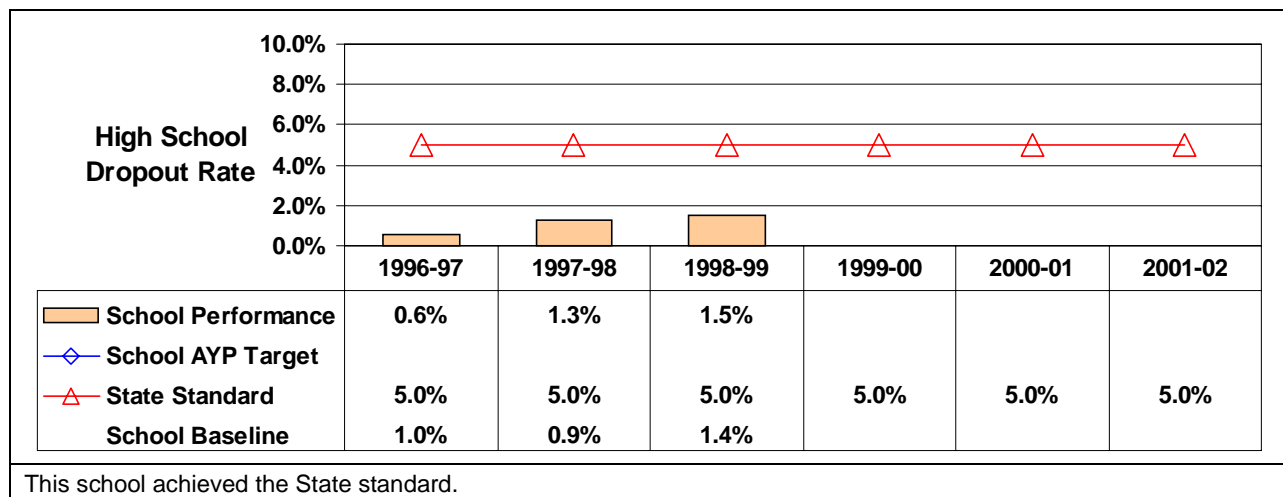 10.0%
8.0%
6.0%
4.0%
2.0%
0.0%
High School
Dropout Rate
1996-97 1997-98 1998-99 1999-00 2000-01 2001-02
School Performance 0.6% 1.3% 1.5%
School AYP Target
State Standard 5.0% 5.0% 5.0% 5.0% 5.0% 5.0%
School Baseline 1.0% 0.9% 1.4%
This school achieved the State standard.